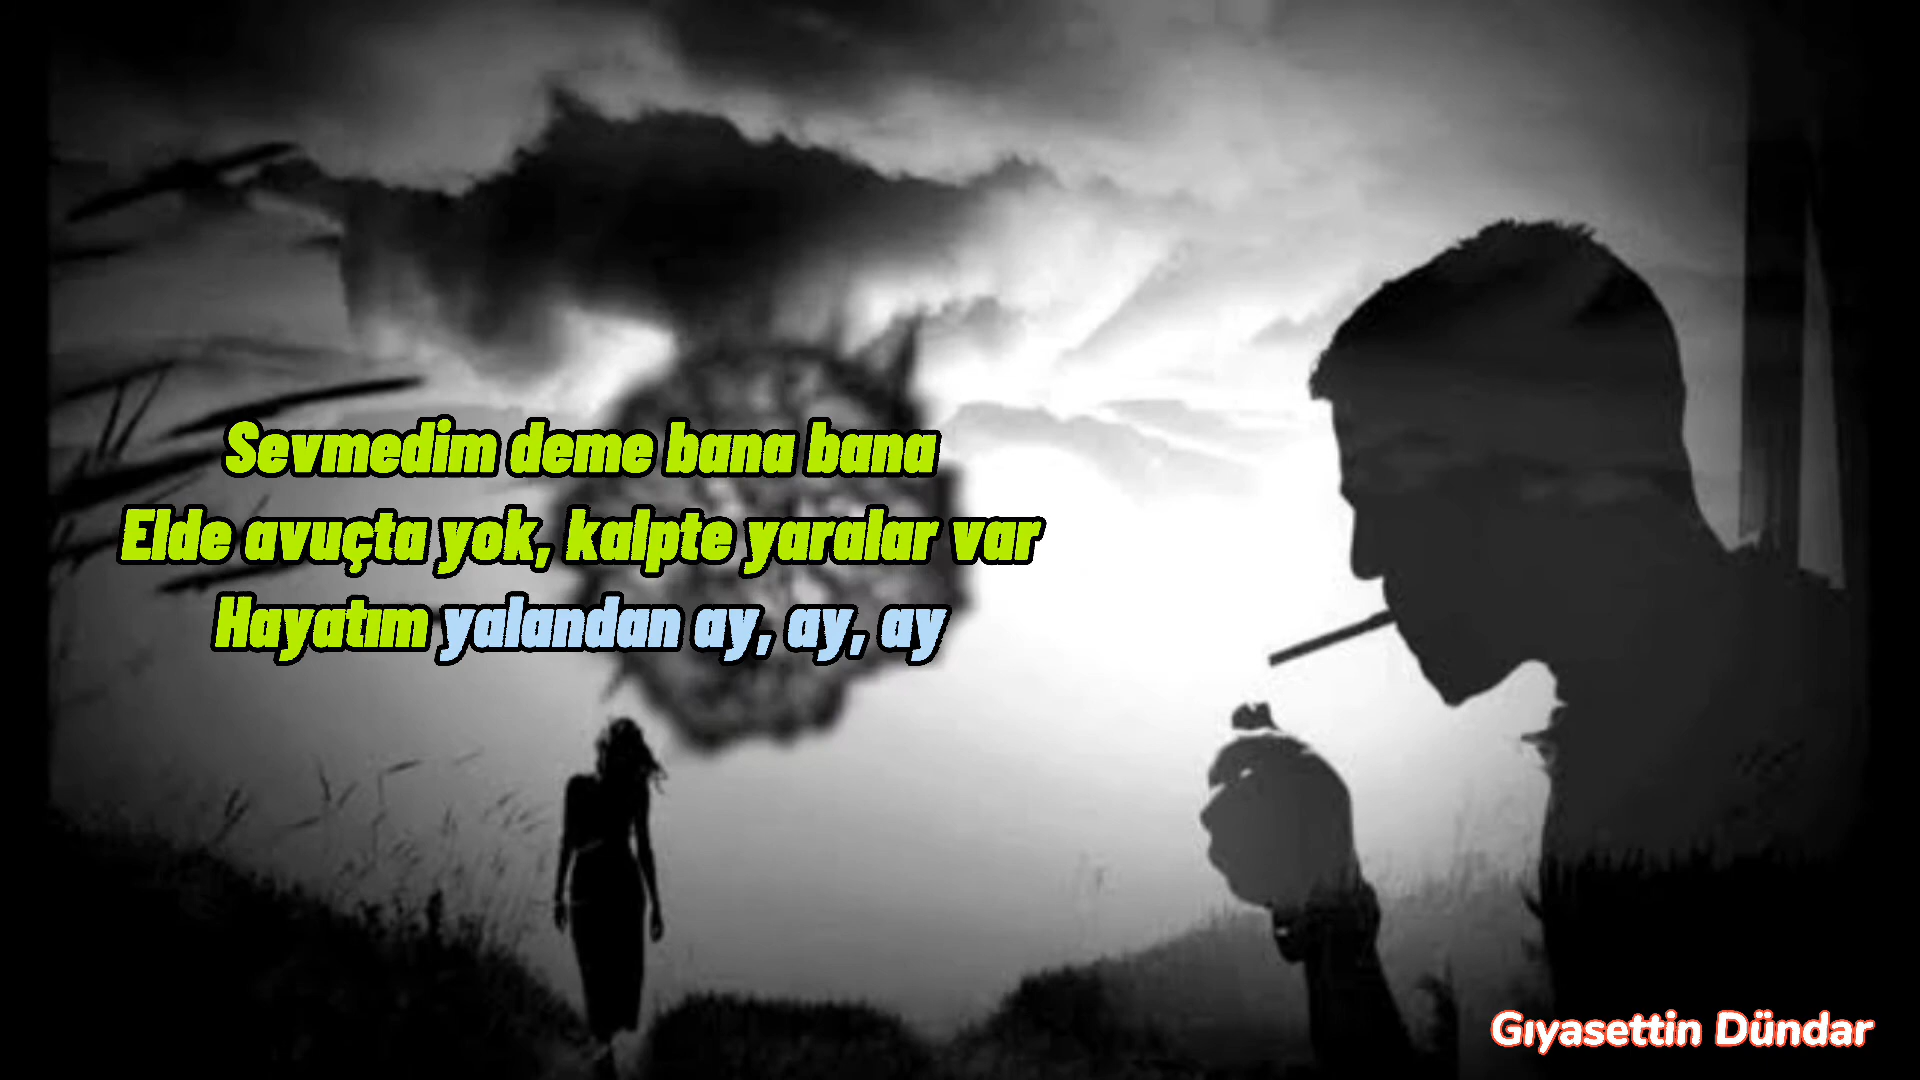 Sevmedim deme bana bana
Elde avuçta yok, kalpte yaralar var
Hayatım yalandan ay, ay, ay
Gıyasettin Dündar